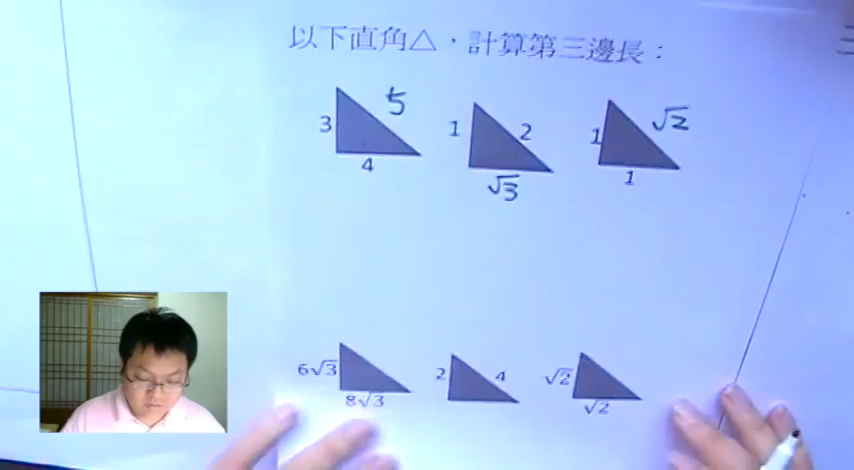 以下直角△，計算第三邊長：
3 5 4
1 2 √3
1 √2 1
6√3 8√3
2 4
√2 √2